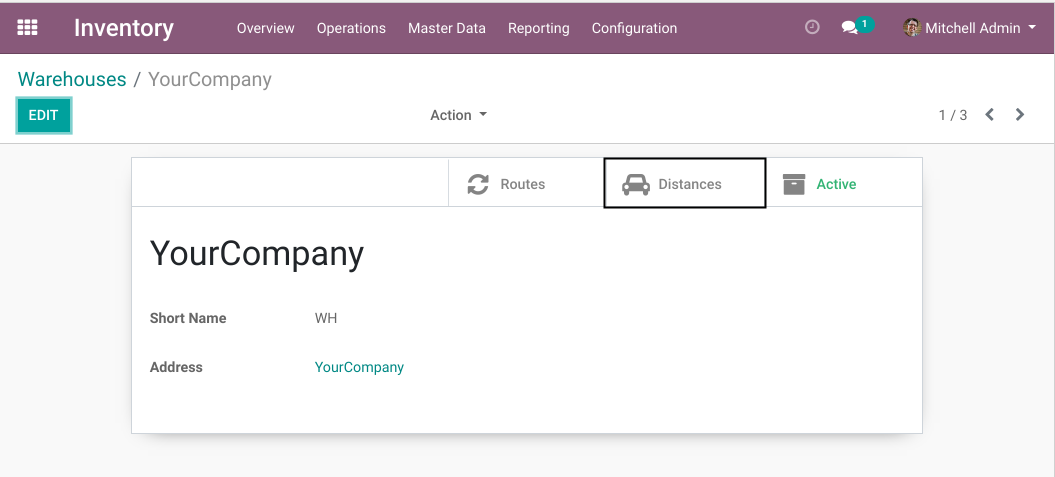 Inventory Overview Operations Master Data Reporting Configuration 1 Mitchell Admin
Warehouses / YourCompany
EDIT Action 1 / 3
Routes Distances Active
YourCompany
Short Name WH
Address YourCompany